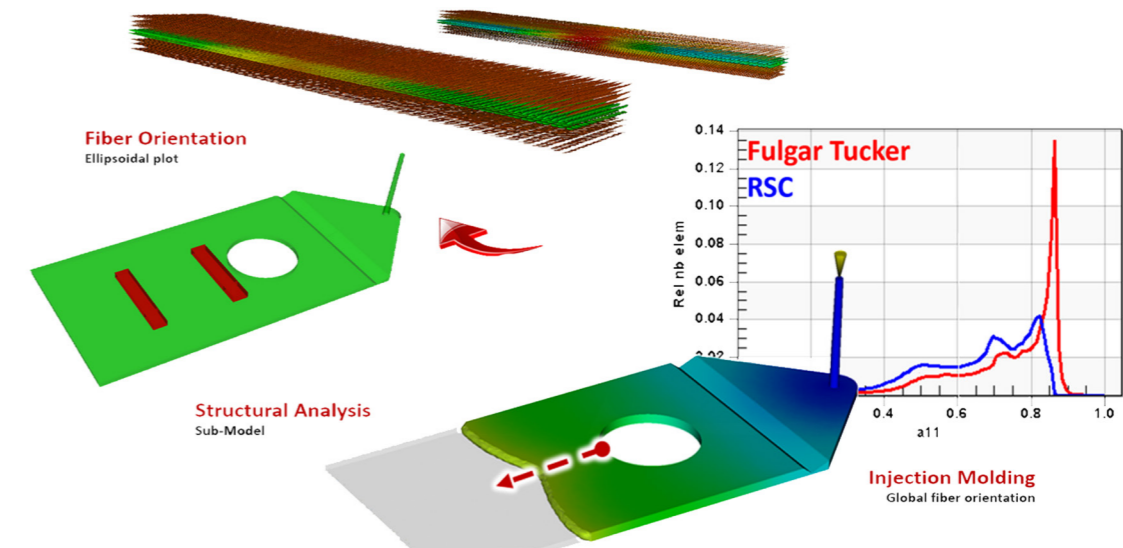 Fiber Orientation
Ellipsoidal plot
Structural Analysis
Sub-Model
0.14
0.12
0.10
0.08
0.06
0.04
0.02
Rel nb elem
Fulgar Tucker
RSC
0.4 0.6 0.8 1.0
a11
Injection Molding
Global fiber orientation